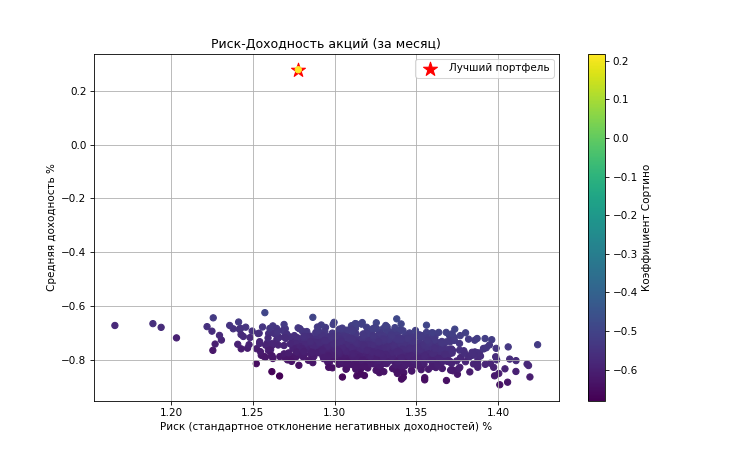 Риск-Доходность акций (за месяц)
Лучший портфель
Средняя доходность %
0.2
0.0
−0.2
−0.4
−0.6
−0.8
1.20 1.25 1.30 1.35 1.40
Риск (стандартное отклонение негативных доходностей) %
0.2
0.1
0.0
−0.1
−0.2
−0.3
−0.4
−0.5
−0.6
Коэффициент Сортино